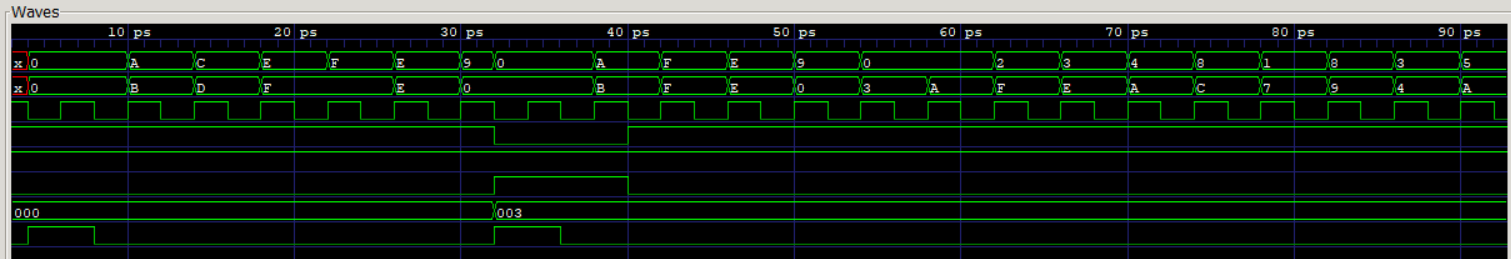 Waves
10 ps 20 ps 30 ps 40 ps 50 ps 60 ps 70 ps 80 ps 90 ps
x 0 A C E F E 9 0 A F E 9 0 2 3 4 8 1 8 3 5
x 0 B D F E 0 B F E 0 3 A F E A C 7 9 4 A
000 003